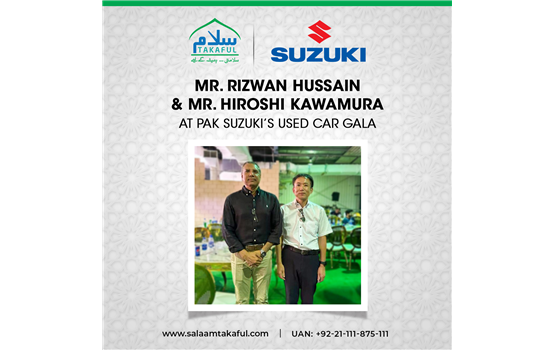 سلام
TAKAFUL
SUZUKI
MR. RIZWAN HUSSAIN
& MR. HIROSHI KAWAMURA
AT PAK SUZUKI'S USED CAR GALA
www.salaamtakaful.com | UAN: +92-21-111-875-111